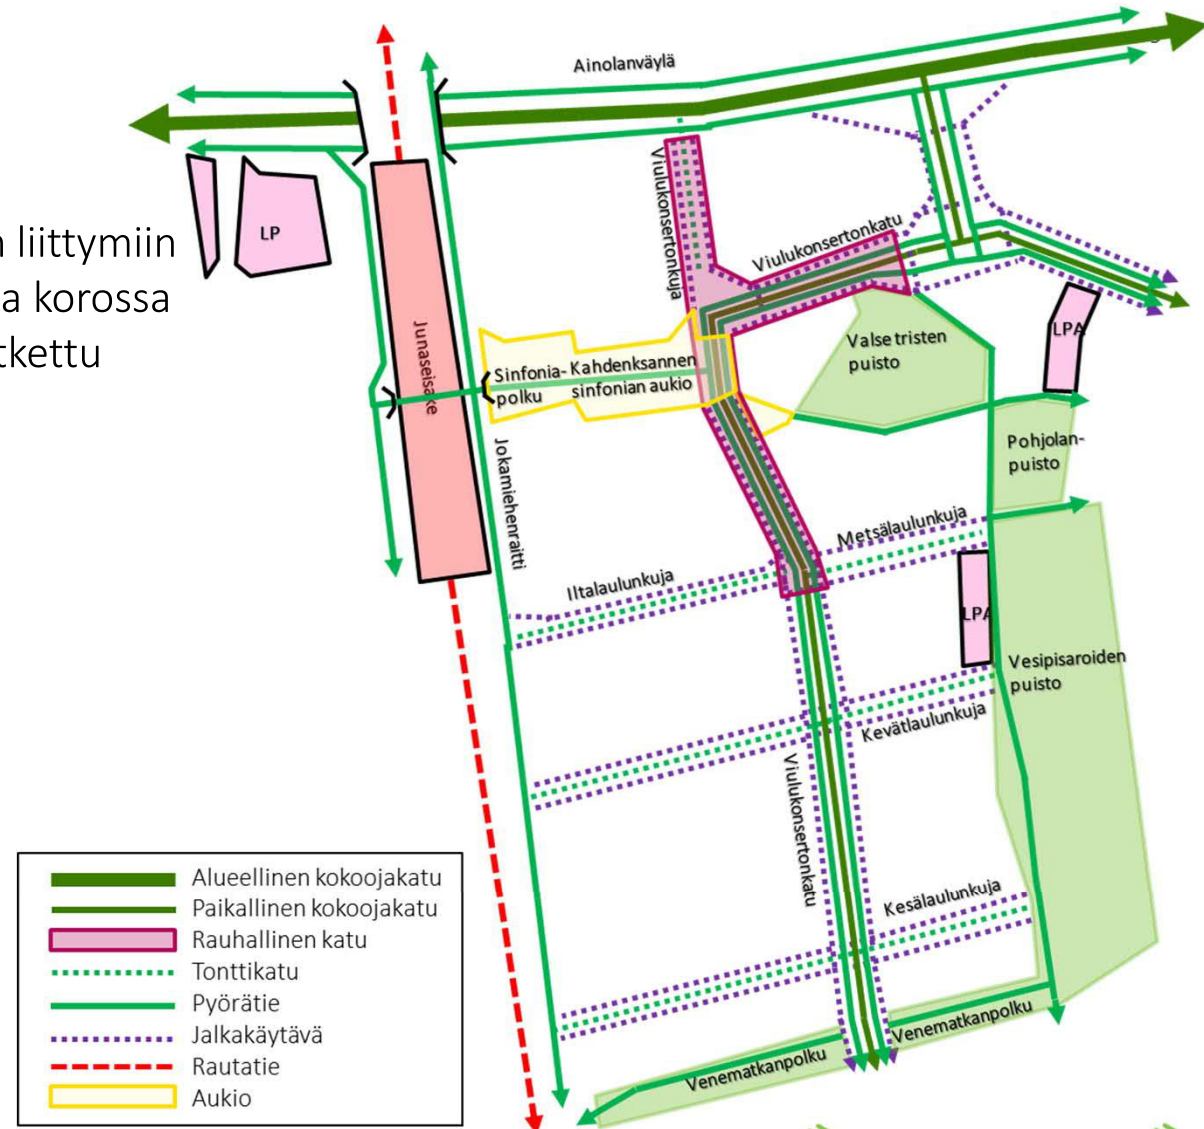 Ainolanväylä
n liittymiin
a korossa
tkettu
LP
Viulukonsertonkuja
Viulukonsertonkatu
Junaseisake
Sinfonia-
polku
Kahdenksannen
sinfonian aukio
Valse tristen
puisto
LPA
Pohjolan-
puisto
Jokamiehenraitti
Metsälaulunkuja
Iltalaulunkuja
LPA
Vesipisaroiden
puisto
Kevätlaulunkuja
Viulukonsertonkatu
Kesälaulunkuja
Venematkanpolku
Venematkanpolku
Alueellinen kokoojakatu
Paikallinen kokoojakatu
Rauhallinen katu
Tonttikatu
Pyörätie
Jalkakäytävä
Rautatie
Aukio